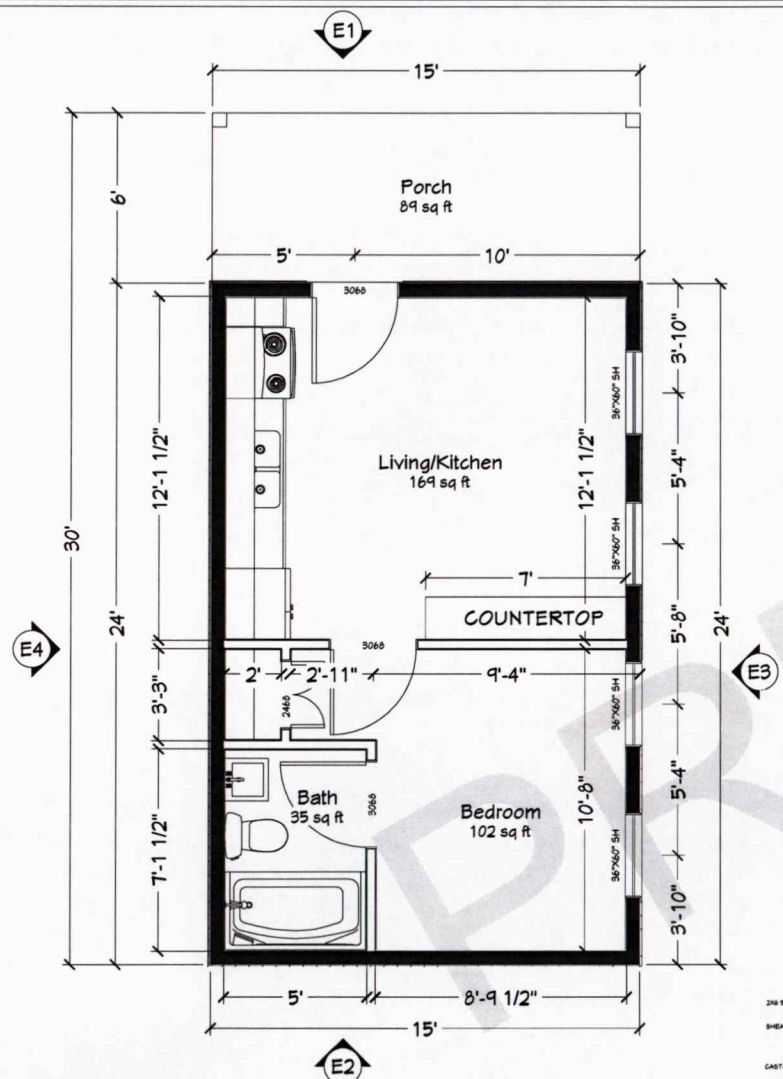 E1
15'
6'
Porch
89 sq ft
5'
10'
3068
30'
24'
12'-1 1/2"
Living/Kitchen
169 sq ft
12'-1 1/2"
36"X60" SH
3'-10"
5'-4"
36"X60" SH
7'
COUNTERTOP
5'-8"
24'
E4
3068
E3
2'
2'-11"
9'-4"
3'-3"
2468
36"X60" SH
5'-4"
Bath
35 sq ft
3068
Bedroom
102 sq ft
10'-8"
7'-1 1/2"
36"X60" SH
3'-10"
5'
8'-9 1/2"
15'
E2
2X6 S
SHEA
CAST
PR